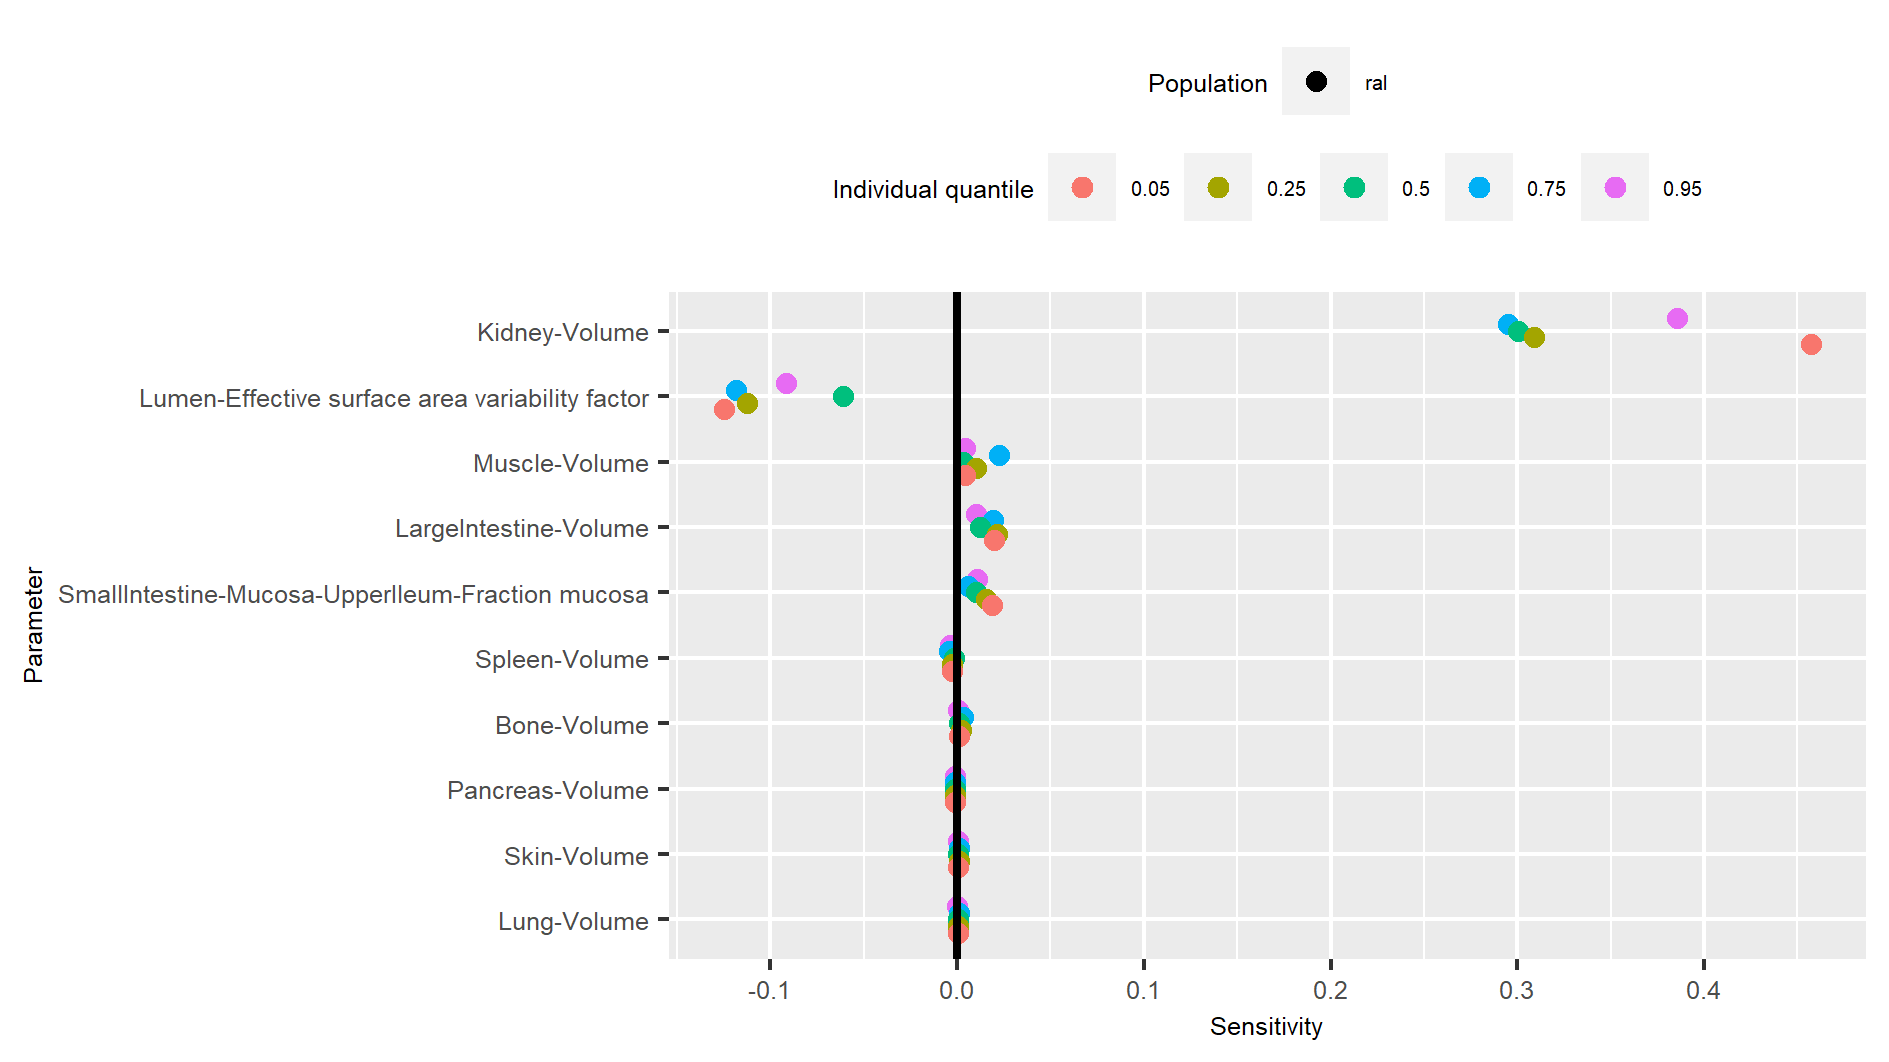 Population ral
Individual quantile 0.05 0.25 0.5 0.75 0.95
Kidney-Volume
Lumen-Effective surface area variability factor
Muscle-Volume
LargeIntestine-Volume
SmallIntestine-Mucosa-UpperIleum-Fraction mucosa
Spleen-Volume
Bone-Volume
Pancreas-Volume
Skin-Volume
Lung-Volume
Parameter
-0.1 0.0 0.1 0.2 0.3 0.4
Sensitivity